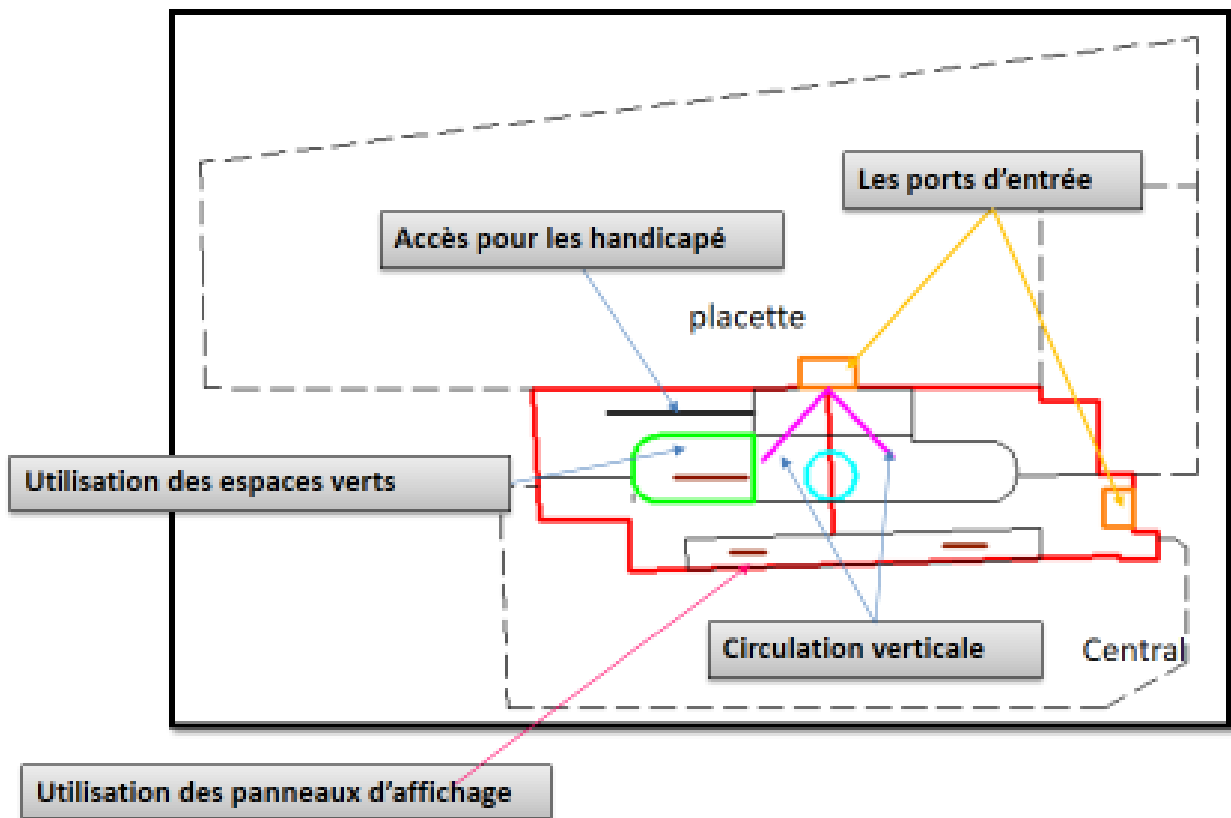 Les ports d'entrée
Accès pour les handicapé
placette
Utilisation des espaces verts
Circulation verticale
Central
Utilisation des panneaux d'affichage